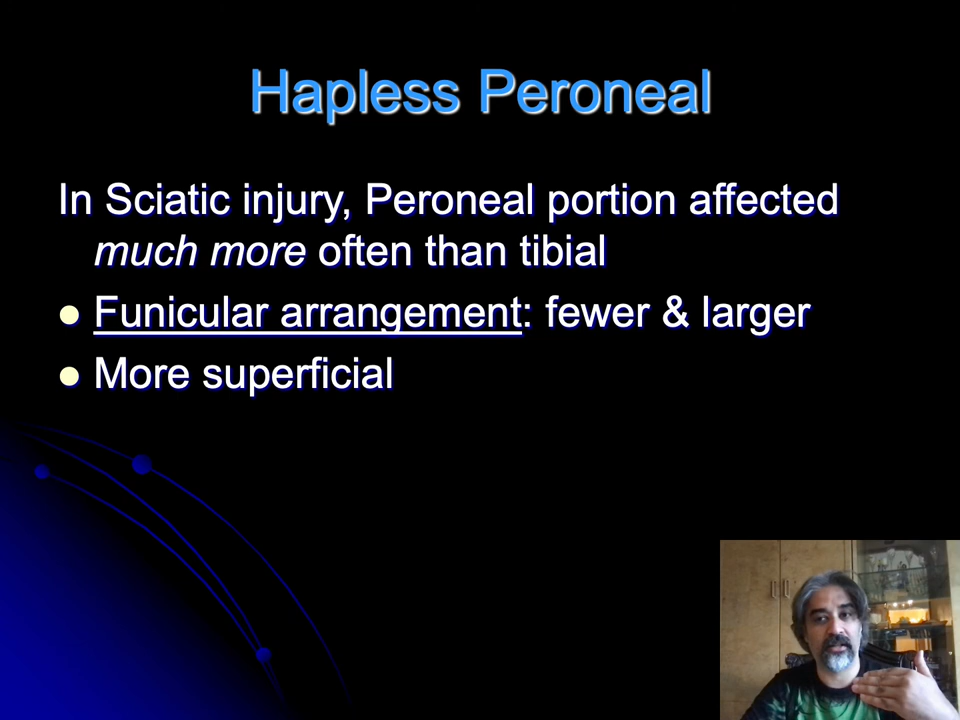 Hapless Peroneal
In Sciatic injury, Peroneal portion affected
much more often than tibial
Funicular arrangement: fewer & larger
More superficial